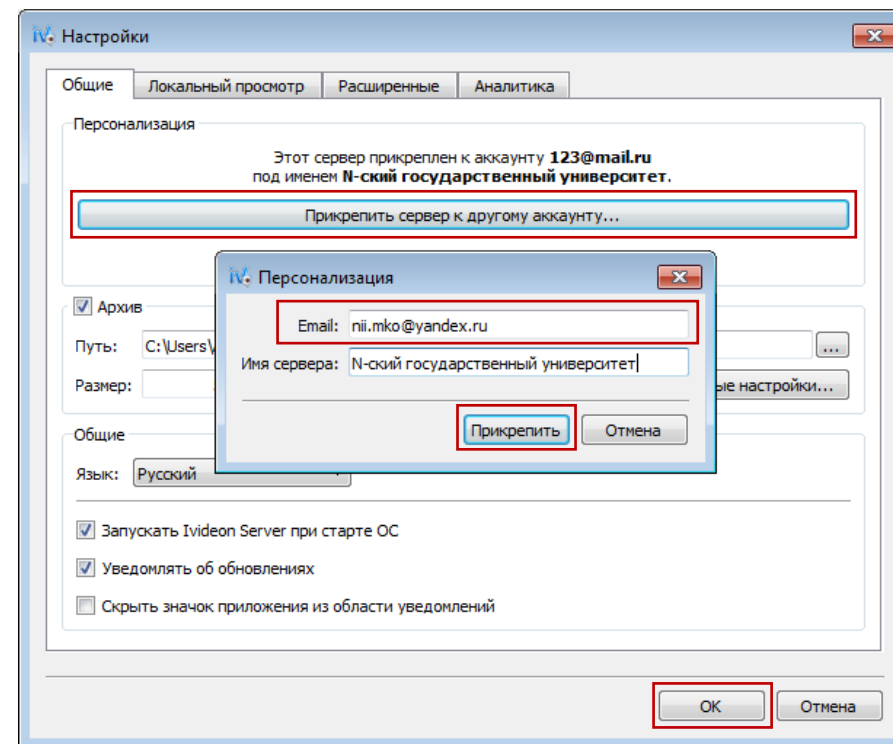 Настройки
Общие Локальный просмотр Расширенные Аналитика
Персонализация
Этот сервер прикреплен к аккаунту 123@mail.ru
под именем N-ский государственный университет.
Прикрепить сервер к другому аккаунту...
Персонализация
Email: nii.mko@yandex.ru
Имя сервера: N-ский государственный университет
Прикрепить Отмена
Архив
Путь: C:\Users\ ...
Размер: настройки...
Общие
Язык: Русский
Запускать Ivideon Server при старте ОС
Уведомлять об обновлениях
Скрыть значок приложения из области уведомлений
OK Отмена